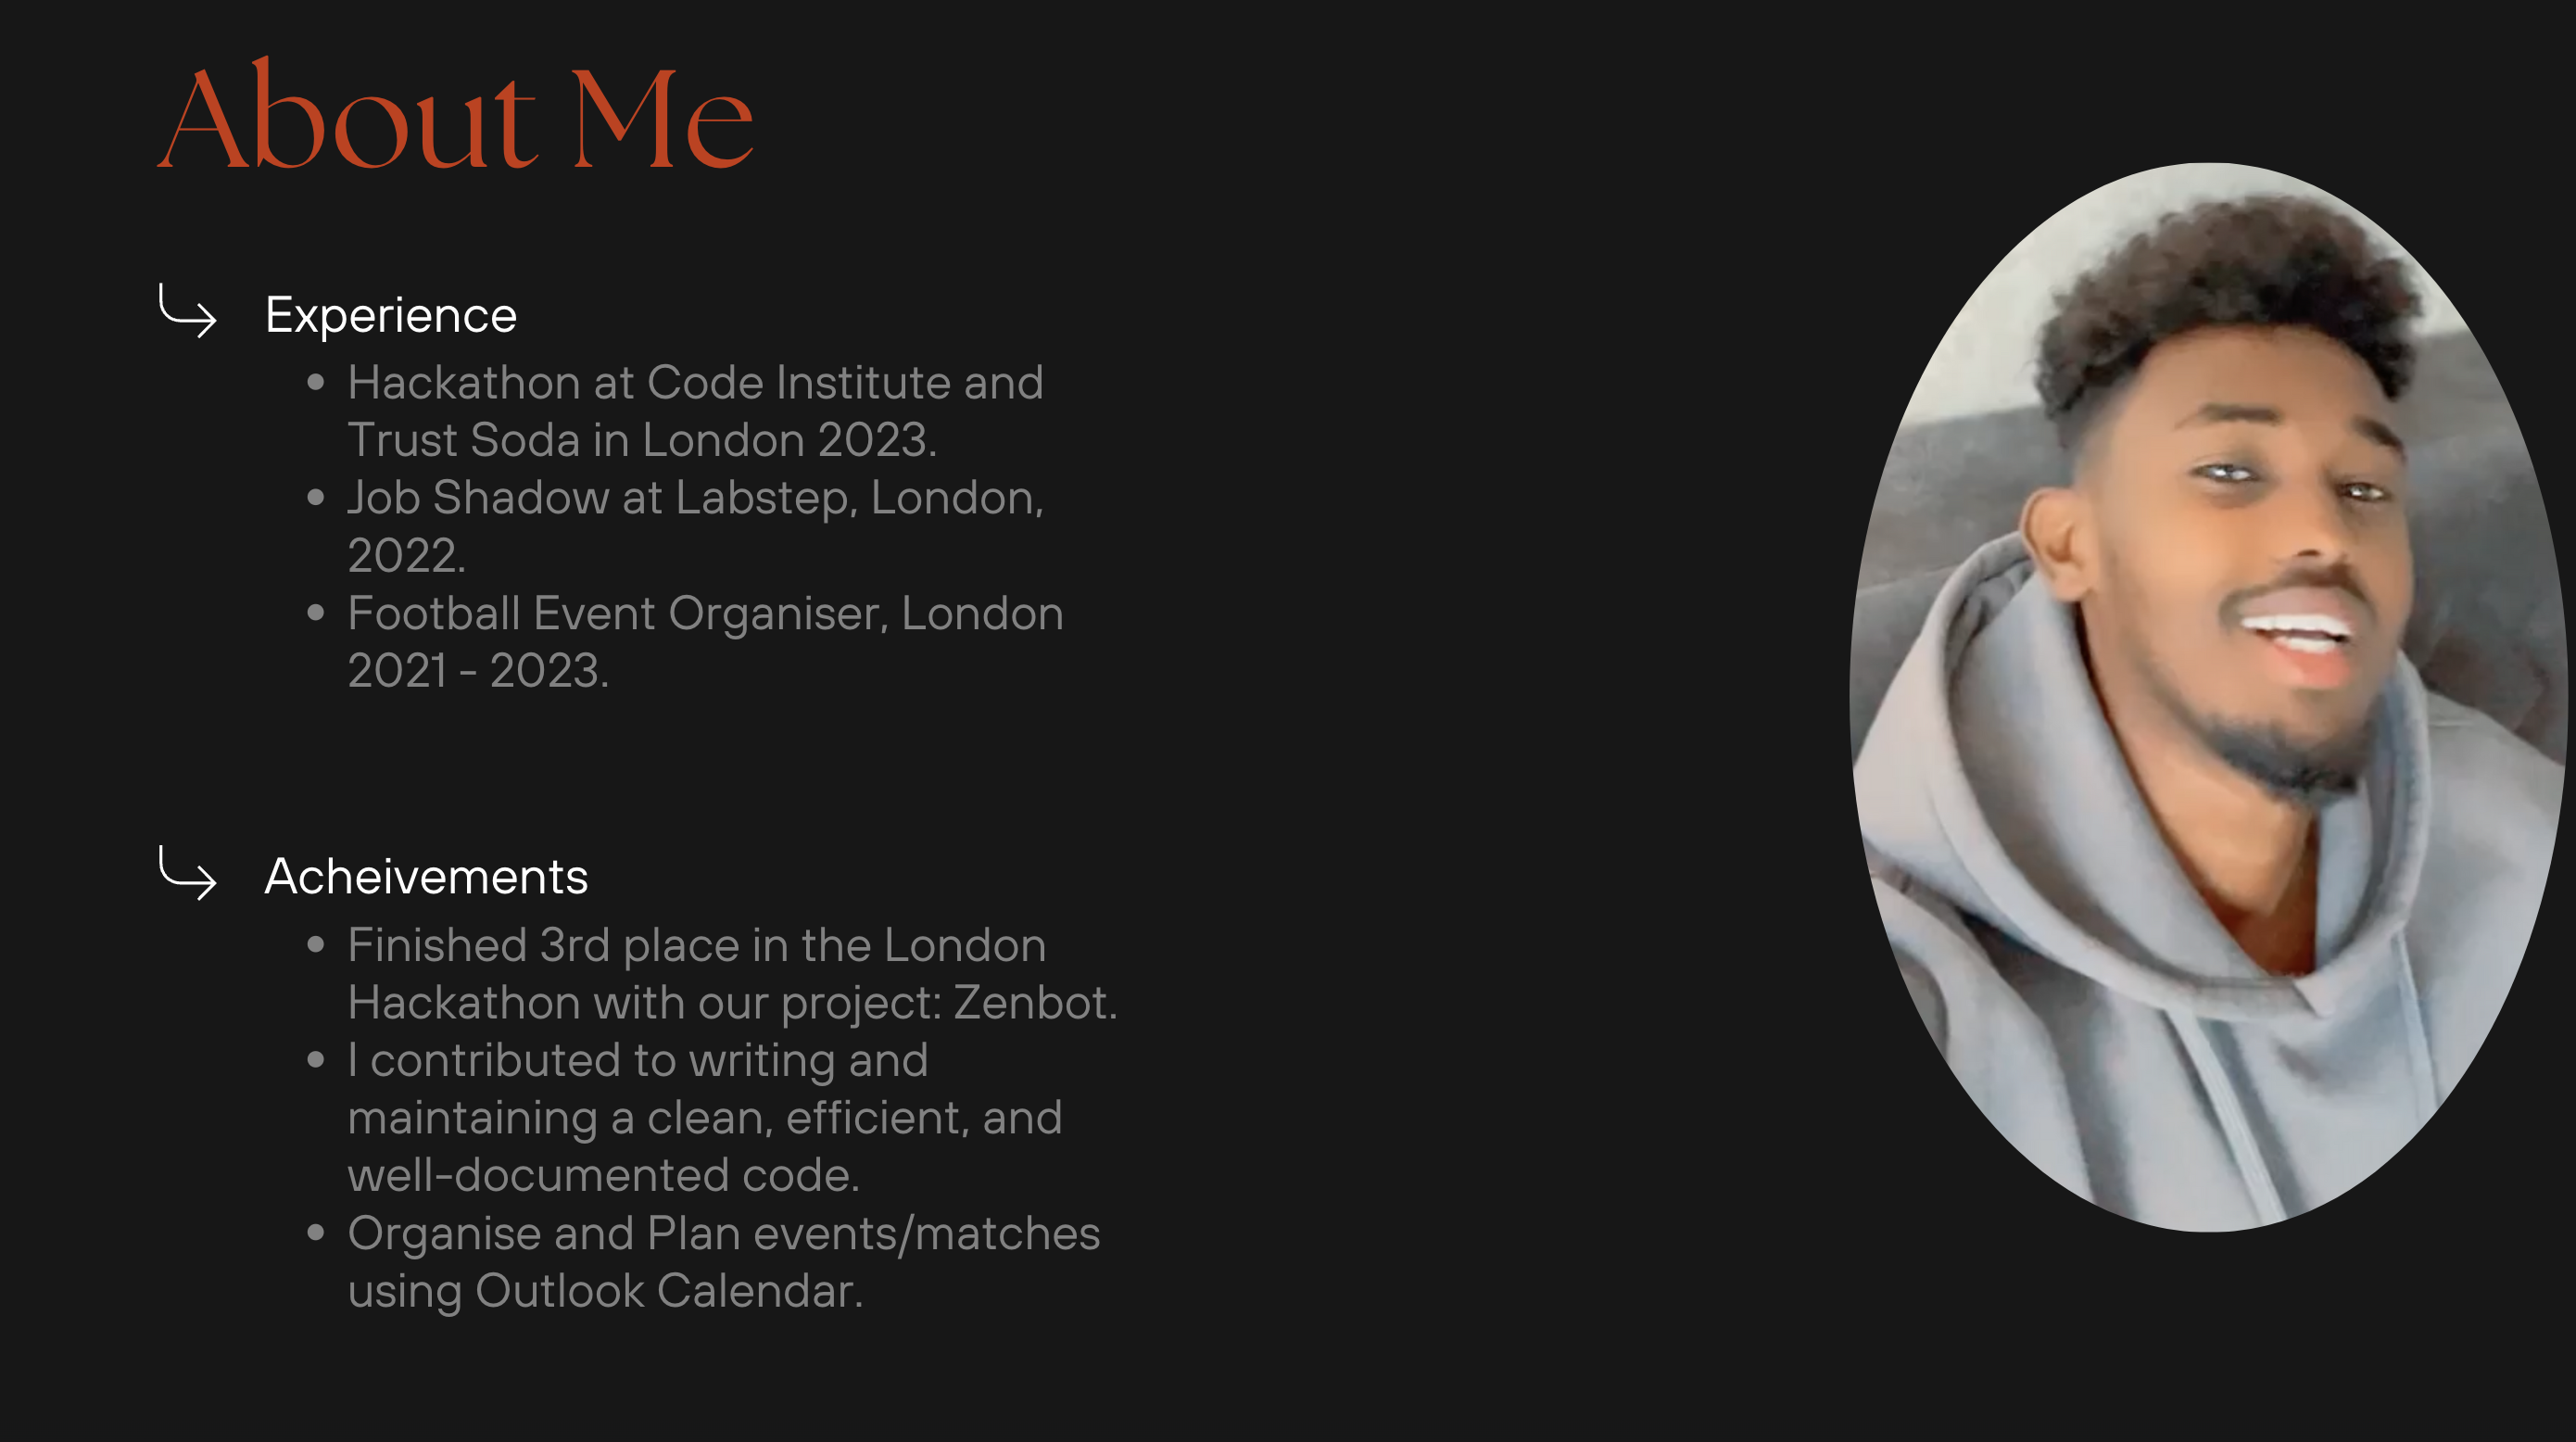 About Me
Experience
Hackathon at Code Institute and
Trust Soda in London 2023.
Job Shadow at Labstep, London,
2022.
Football Event Organiser, London
2021 - 2023.
Acheivements
Finished 3rd place in the London
Hackathon with our project: Zenbot.
I contributed to writing and
maintaining a clean, efficient, and
well-documented code.
Organise and Plan events/matches
using Outlook Calendar.